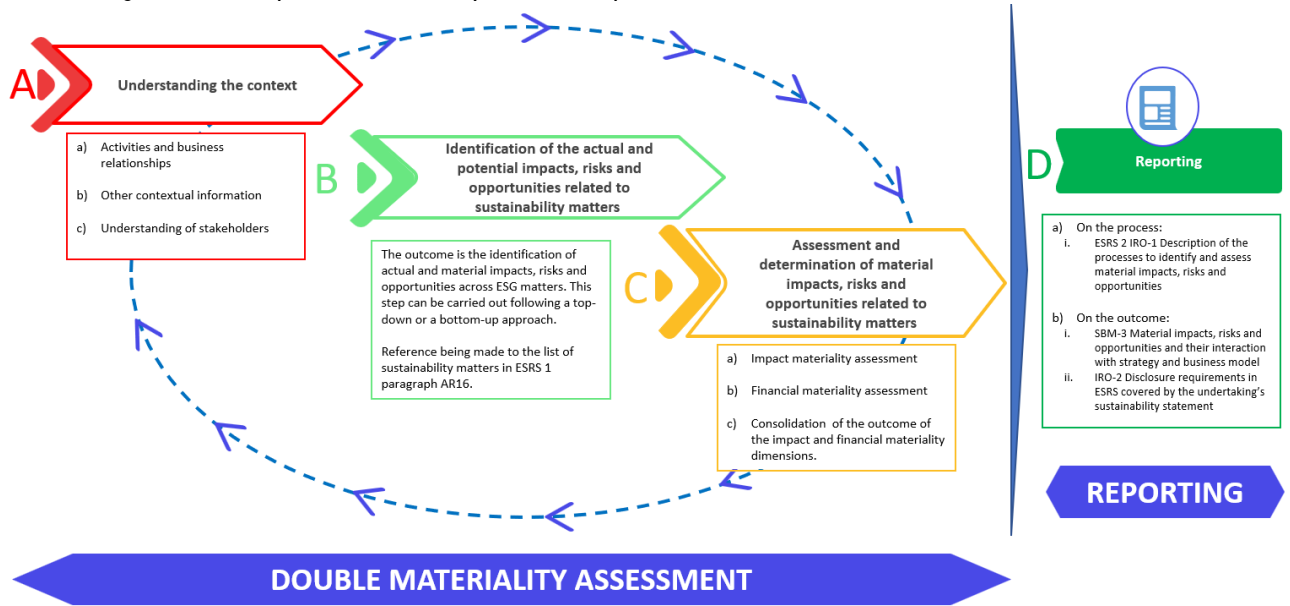 A
Understanding the context
a) Activities and business
relationships
b) Other contextual information
c) Understanding of stakeholders
B
Identification of the actual and
potential impacts, risks and
opportunities related to
sustainability matters
The outcome is the identification of
actual and material impacts, risks and
opportunities across ESG matters. This
step can be carried out following a top-
down or a bottom-up approach.
Reference being made to the list of
sustainability matters in ESRS 1
paragraph AR16.
C
Assessment and
determination of material
impacts, risks and
opportunities related to
sustainability matters
a) Impact materiality assessment
b) Financial materiality assessment
c) Consolidation of the outcome of
the impact and financial materiality
dimensions.
D
Reporting
a) On the process:
i. ESRS 2 IRO-1 Description of the
processes to identify and assess
material impacts, risks and
opportunities
b) On the outcome:
i. SBM-3 Material impacts, risks and
opportunities and their interaction
with strategy and business model
ii. IRO-2 Disclosure requirements in
ESRS covered by the undertaking's
sustainability statement
REPORTING
DOUBLE MATERIALITY ASSESSMENT